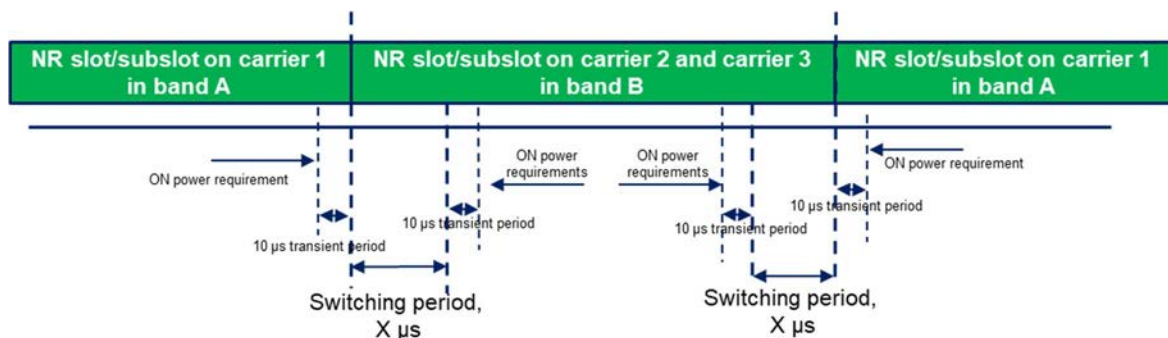 NR slot/subslot on carrier 1
in band A
NR slot/subslot on carrier 2 and carrier 3
in band B
NR slot/subslot on carrier 1
in band A
ON power requirement
ON power
requirements
ON power
requirements
ON power requirement
10 µs transient period
10 µs transient period
10 µs transient period
10 µs transient period
Switching period,
X µs
Switching period,
X µs